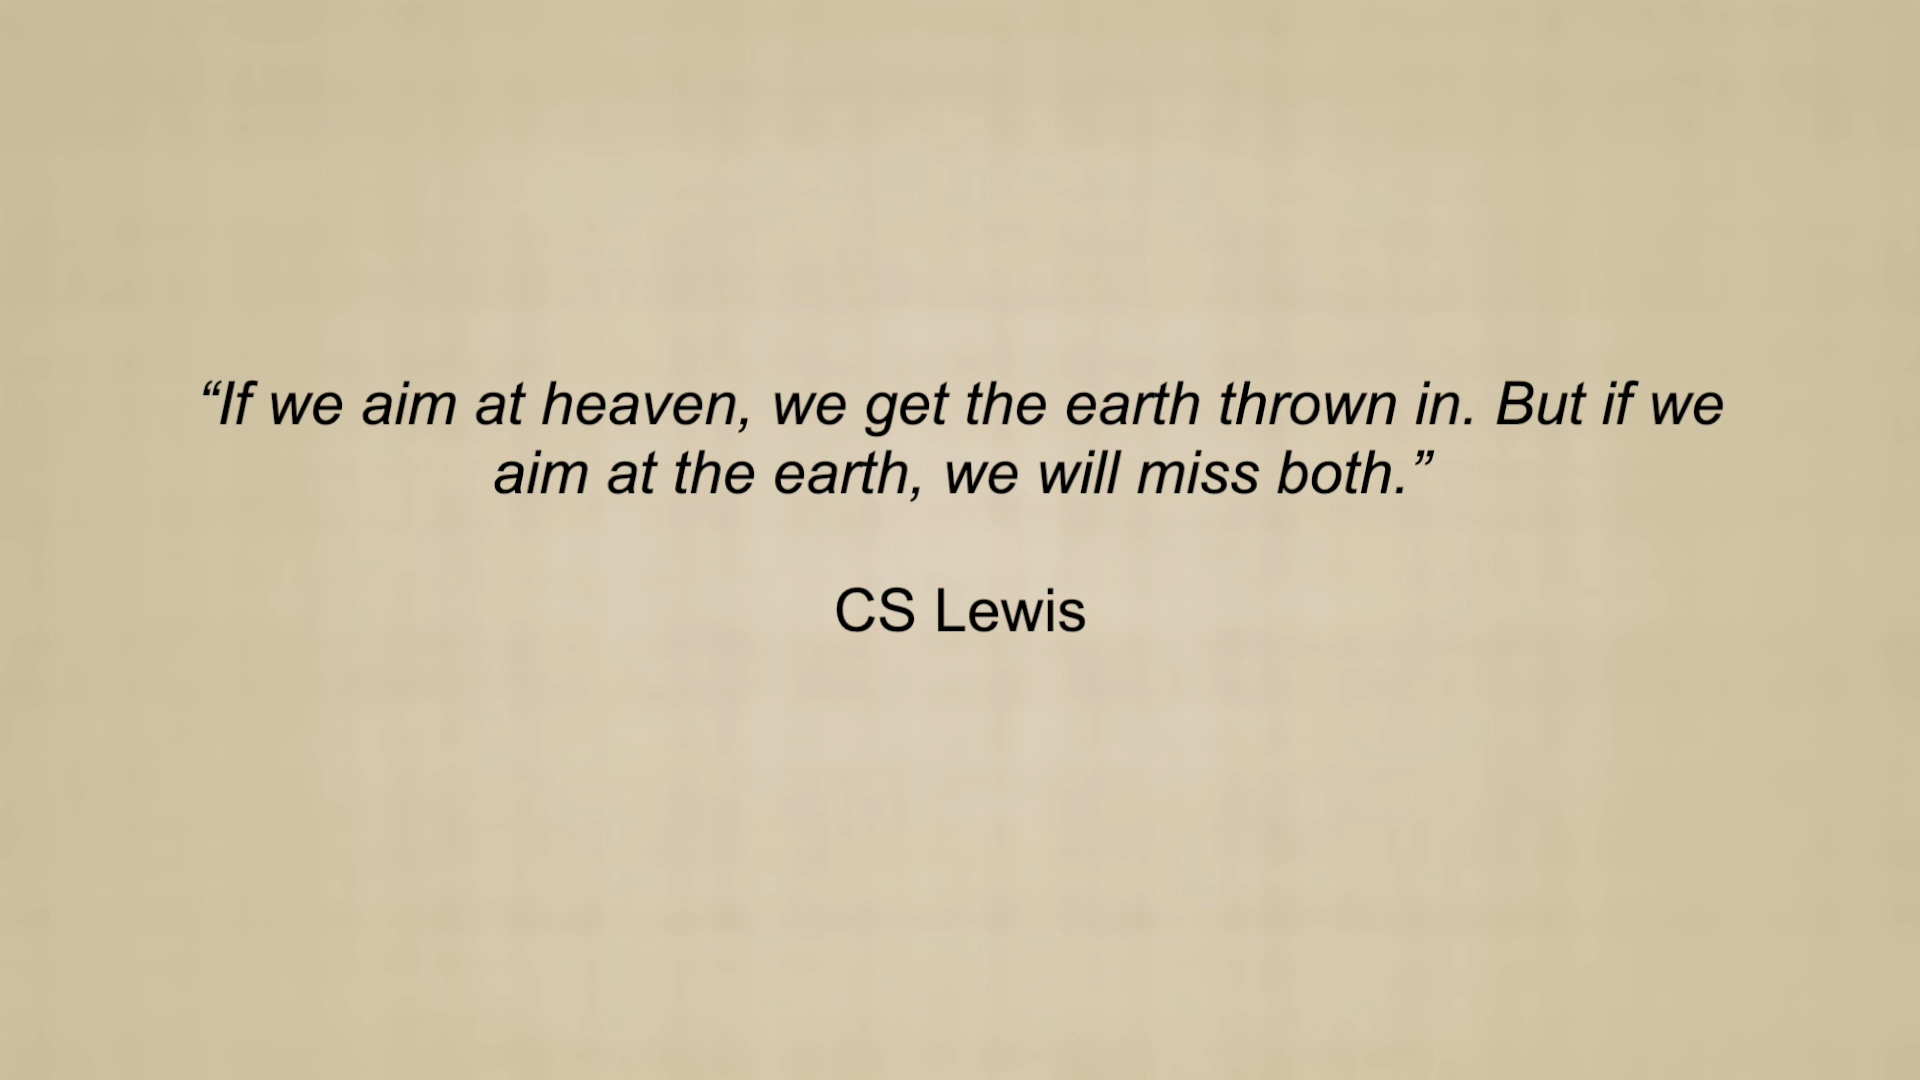 “If we aim at heaven, we get the earth thrown in. But if we
aim at the earth, we will miss both.”
CS Lewis